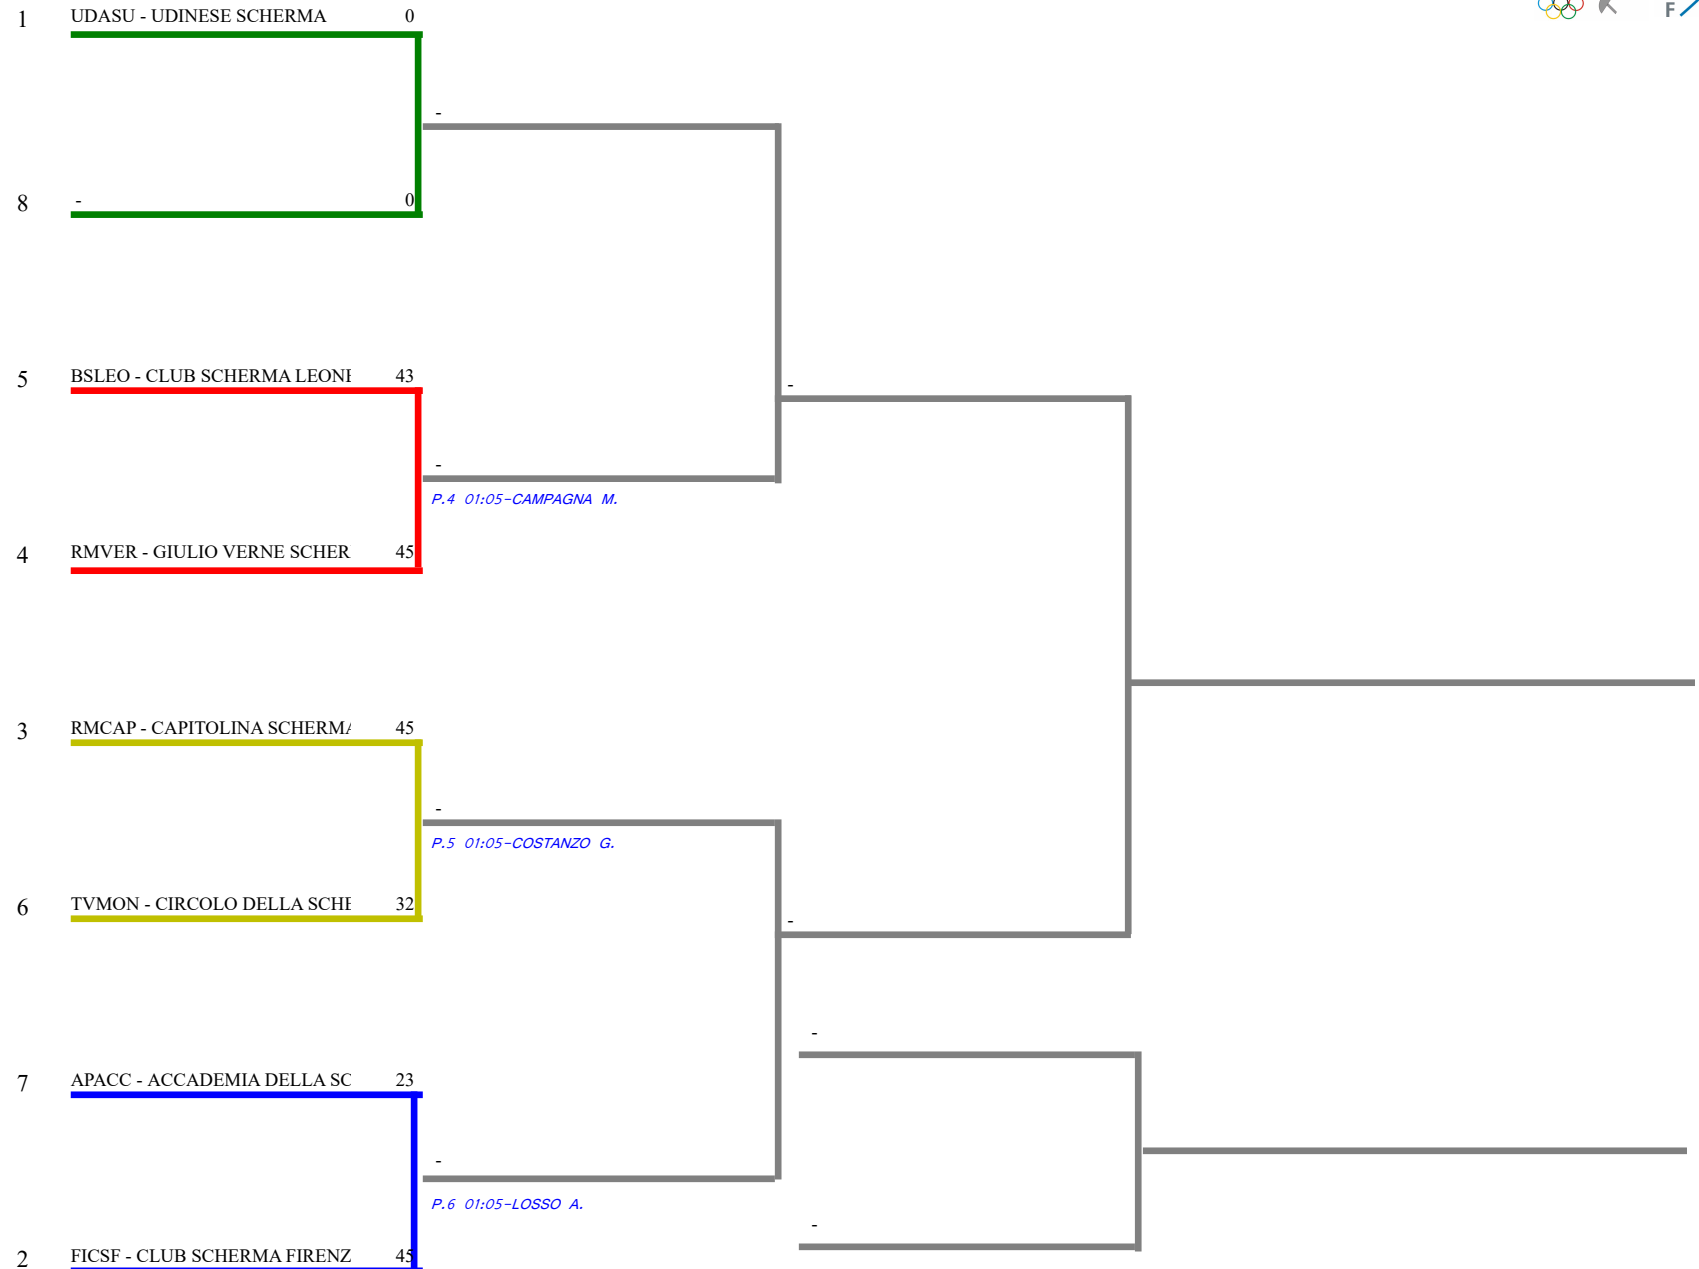 F
1 UDASU - UDINESE SCHERMA 0
-
8 - 0
5 BSLEO - CLUB SCHERMA LEONE 43
-
-
P.4 01:05-CAMPAGNA M.
4 RMVER - GIULIO VERNE SCHER 45
3 RMCAP - CAPITOLINA SCHERMA 45
-
P.5 01:05-COSTANZO G.
6 TVMON - CIRCOLO DELLA SCHE 32
-
-
7 APACC - ACCADEMIA DELLA SC 23
-
P.6 01:05-LOSSO A.
-
2 FICSF - CLUB SCHERMA FIRENZ 45